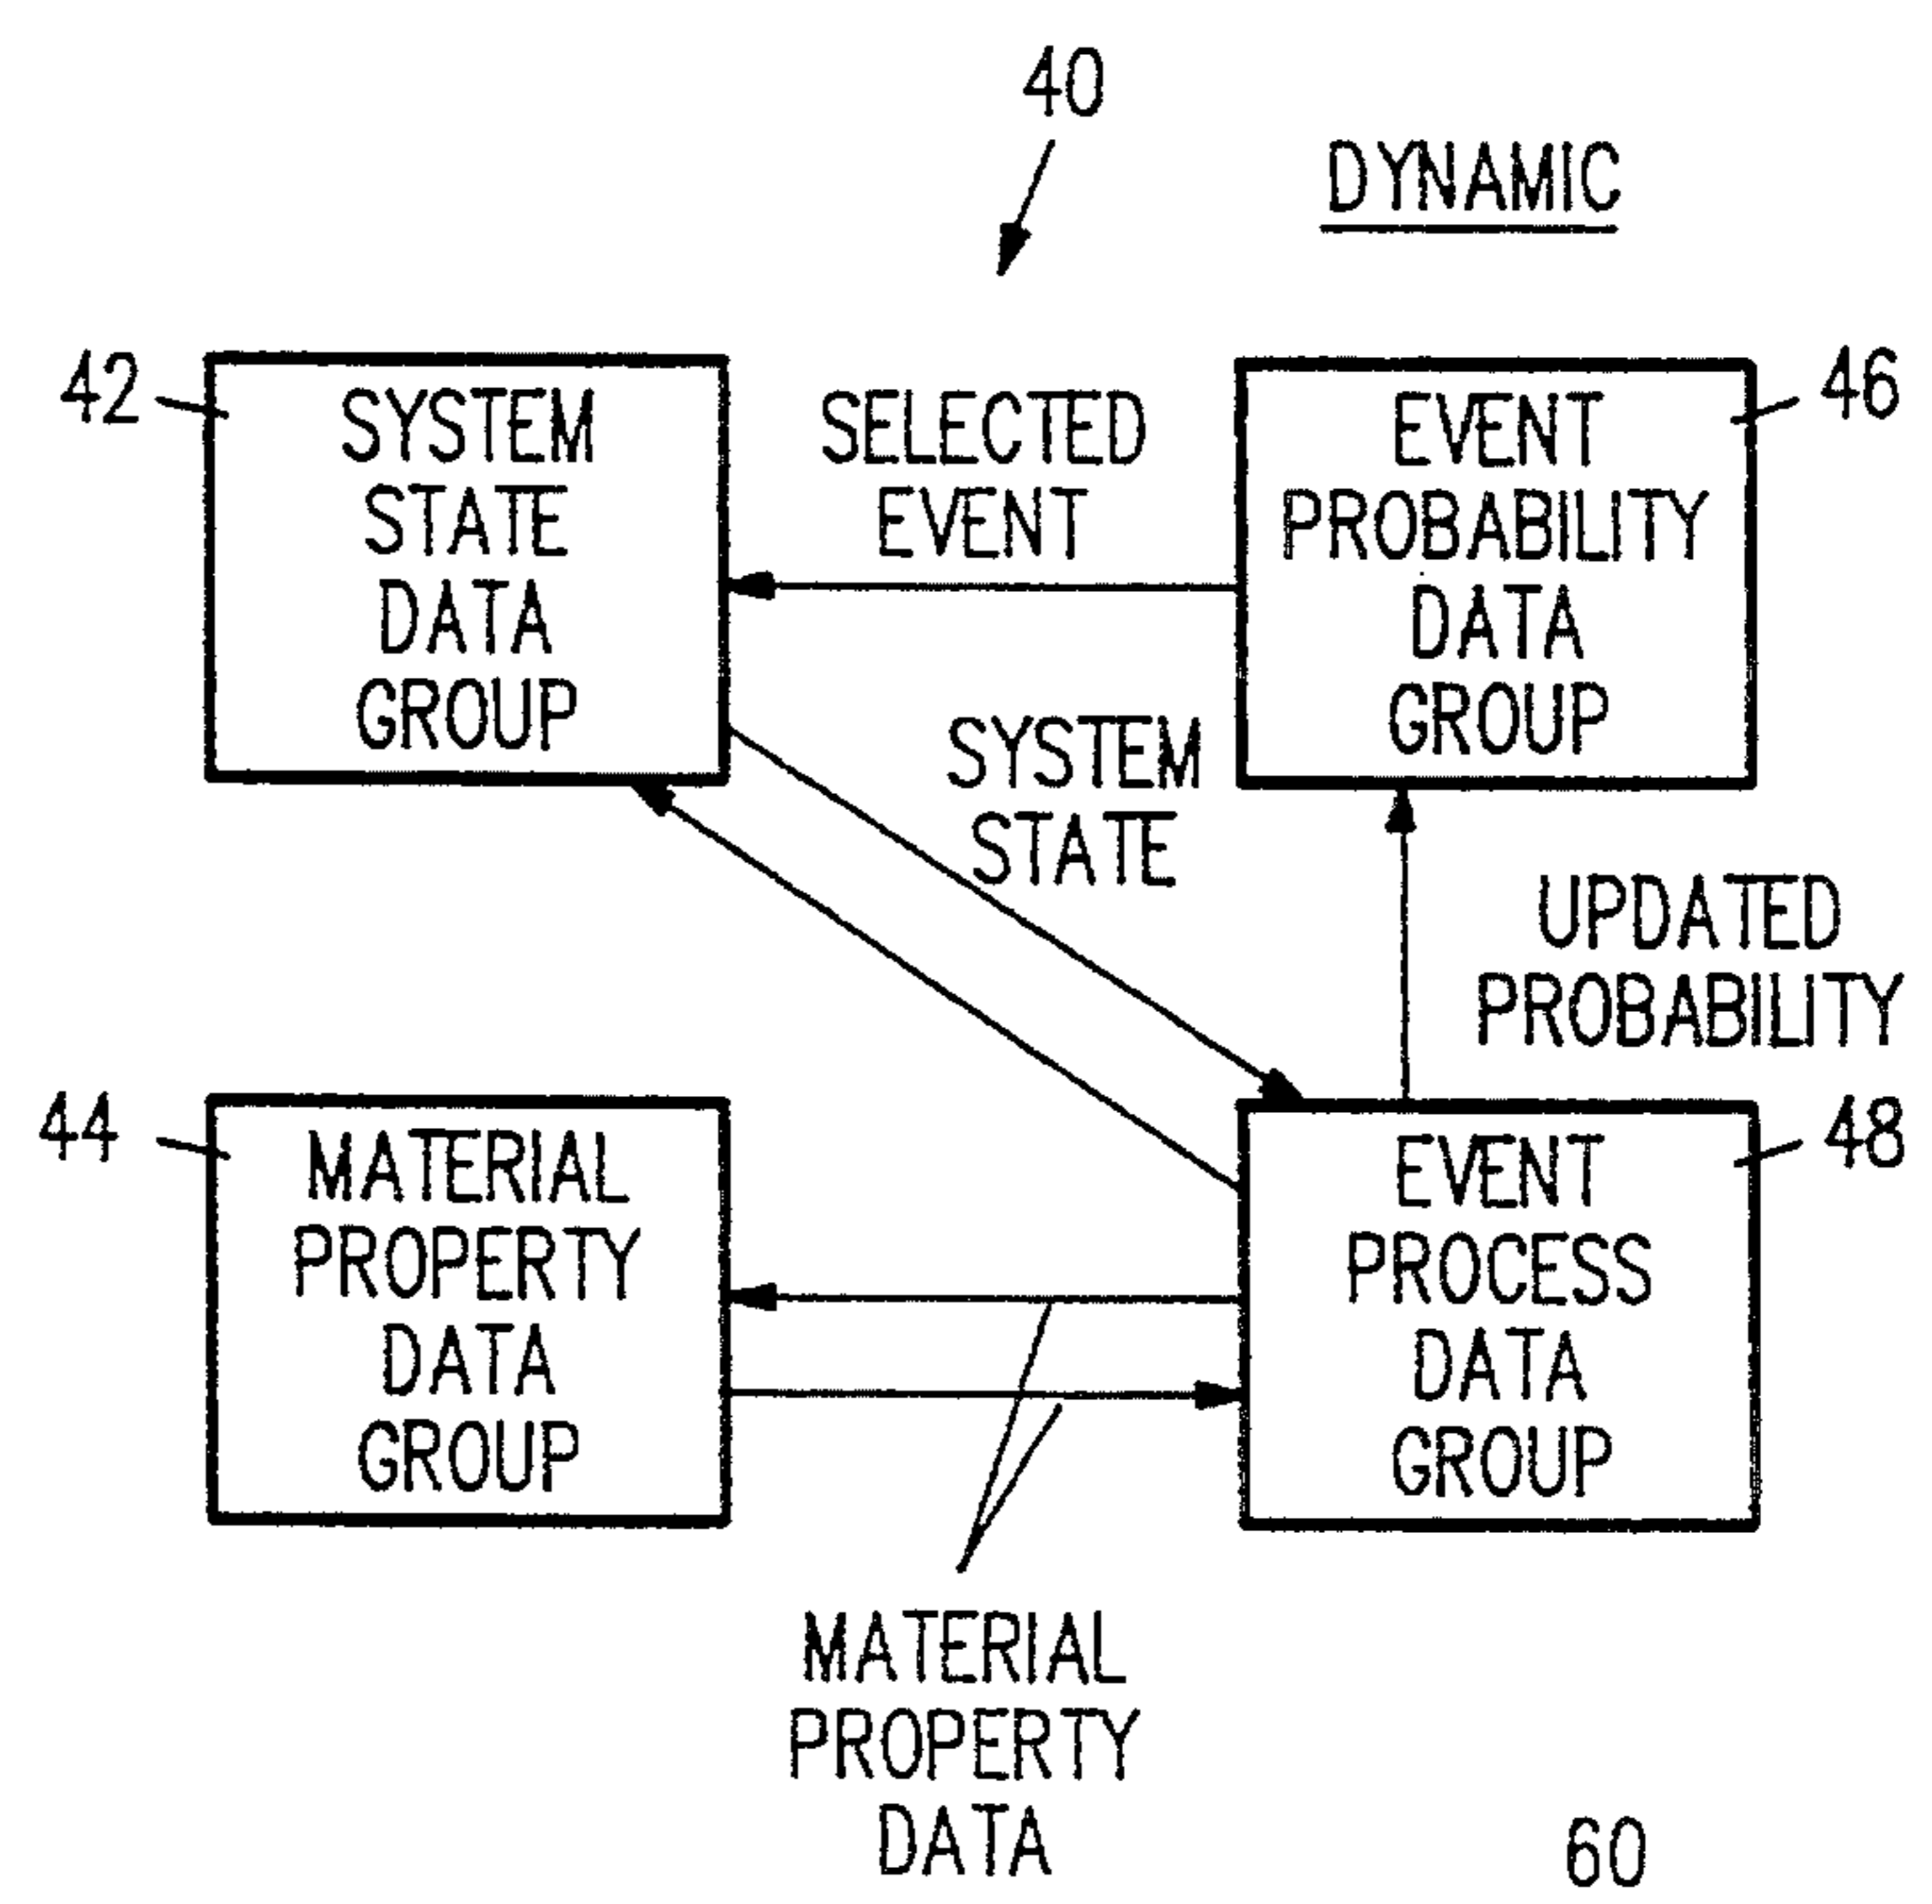 40
DYNAMIC
42
SYSTEM
STATE
DATA
GROUP
SELECTED
EVENT
46
EVENT
PROBABILITY
DATA
GROUP
SYSTEM
STATE
UPDATED
PROBABILITY
44
MATERIAL
PROPERTY
DATA
GROUP
48
EVENT
PROCESS
DATA
GROUP
MATERIAL
PROPERTY
DATA
60